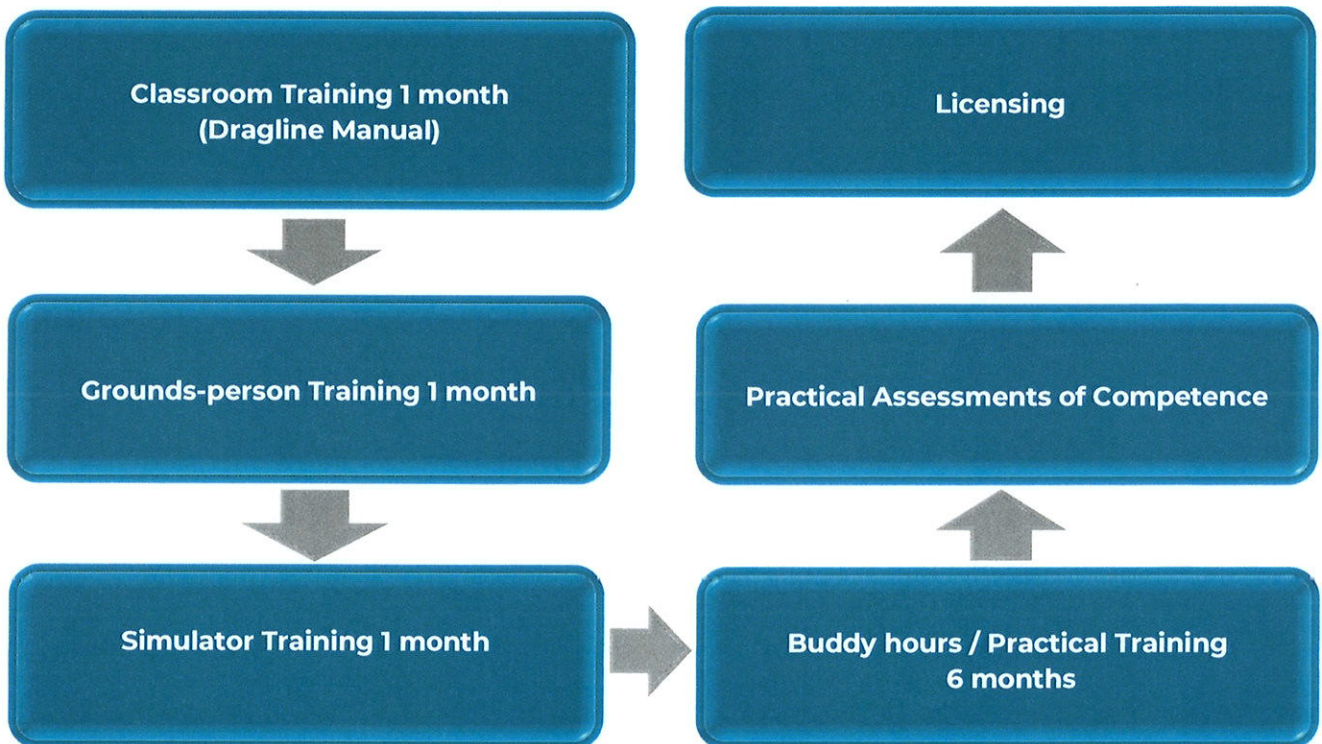 Classroom Training 1 month
(Dragline Manual)
Grounds-person Training 1 month
Simulator Training 1 month
Buddy hours / Practical Training
6 months
Practical Assessments of Competence
Licensing